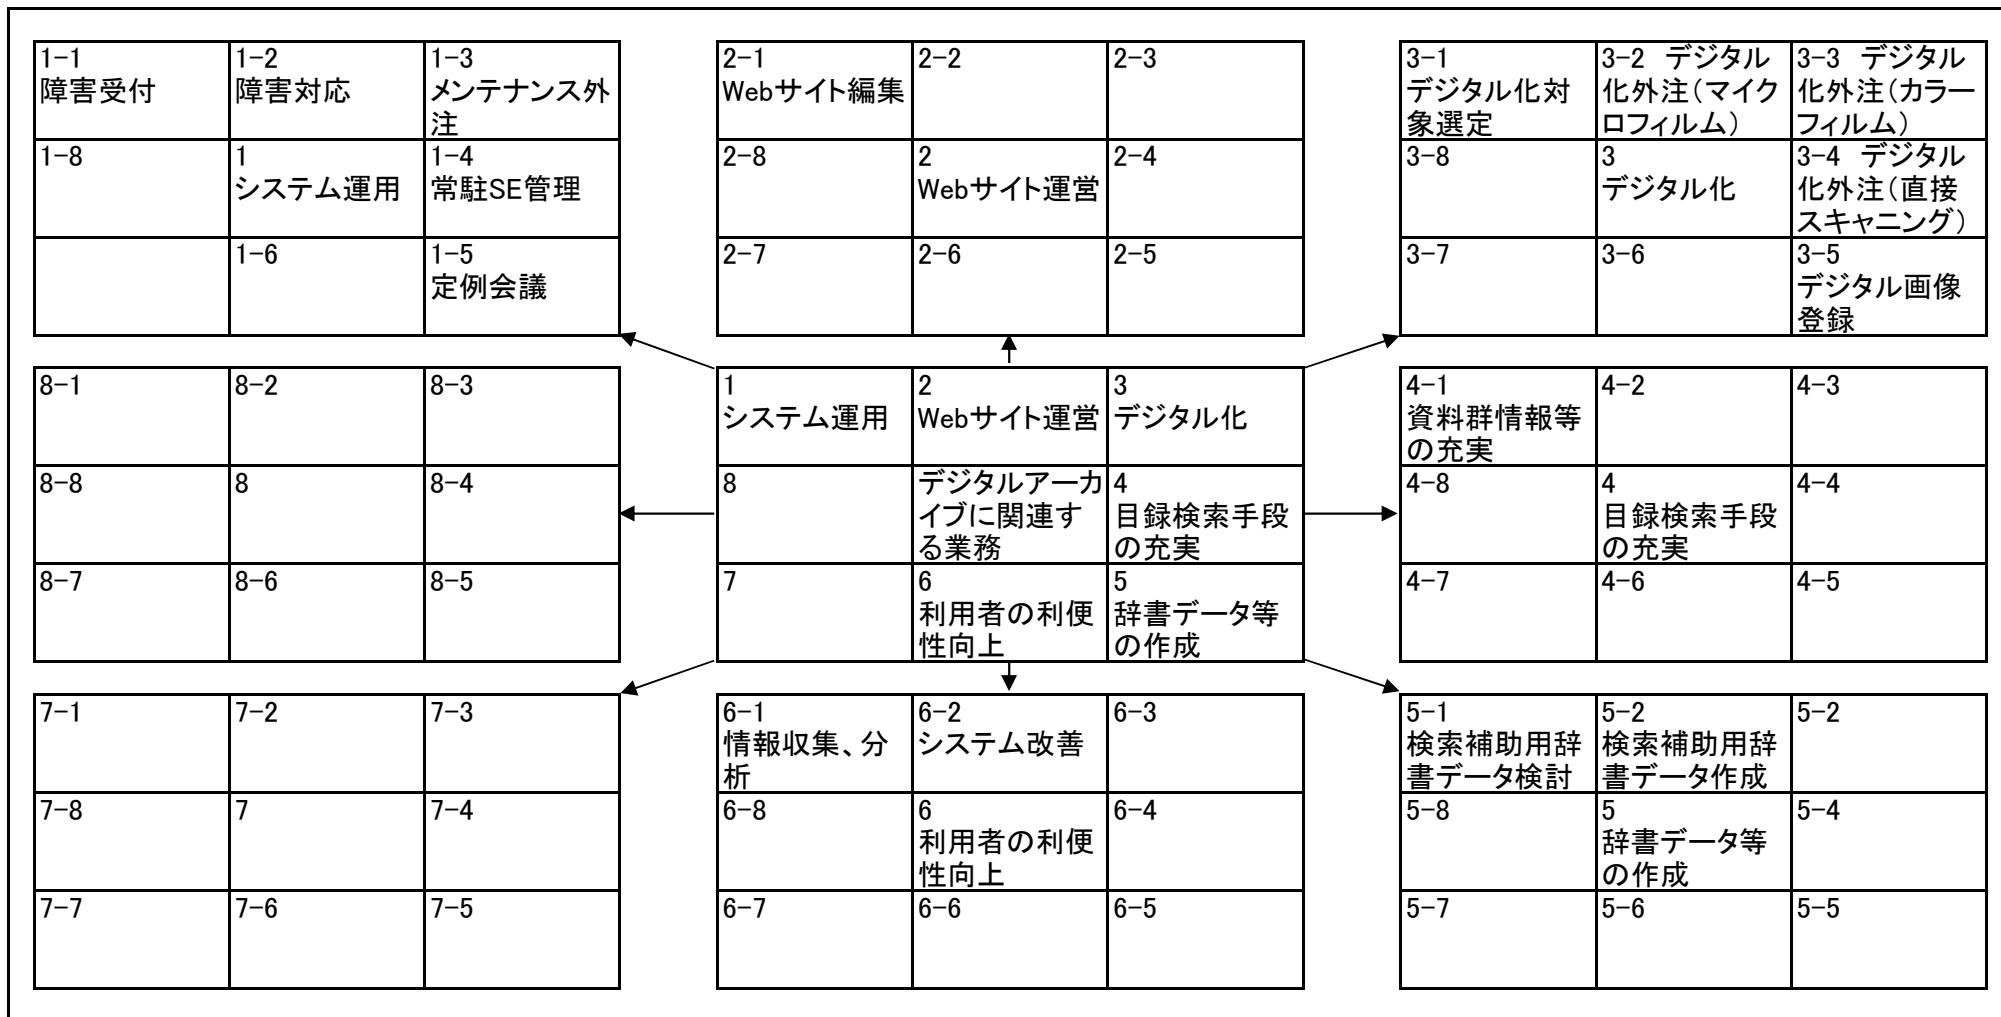 1-1
障害受付
1-2
障害対応
1-3
メンテナンス外
注
1-8
1
システム運用
1-4
常駐SE管理
1-6
1-5
定例会議
2-1
Webサイト編集
2-2
2-3
2-8
2
Webサイト運営
2-4
2-7
2-6
2-5
3-1
デジタル化対
象選定
3-2　デジタル
化外注（マイク
ロフィルム）
3-3　デジタル
化外注（カラー
フィルム）
3-8
3
デジタル化
3-4　デジタル
化外注（直接
スキャニング）
3-7
3-6
3-5
デジタル画像
登録
8-1
8-2
8-3
8-8
8
8-4
8-7
8-6
8-5
1
システム運用
2
Webサイト運営
3
デジタル化
8
デジタルアーカ
イブに関連す
る業務
4
目録検索手段
の充実
7
6
利用者の利便
性向上
5
辞書データ等
の作成
4-1
資料群情報等
の充実
4-2
4-3
4-8
4
目録検索手段
の充実
4-4
4-7
4-6
4-5
7-1
7-2
7-3
7-8
7
7-4
7-7
7-6
7-5
6-1
情報収集、分
析
6-2
システム改善
6-3
6-8
6
利用者の利便
性向上
6-4
6-7
6-6
6-5
5-1
検索補助用辞
書データ検討
5-2
検索補助用辞
書データ作成
5-2
5-8
5
辞書データ等
の作成
5-4
5-7
5-6
5-5